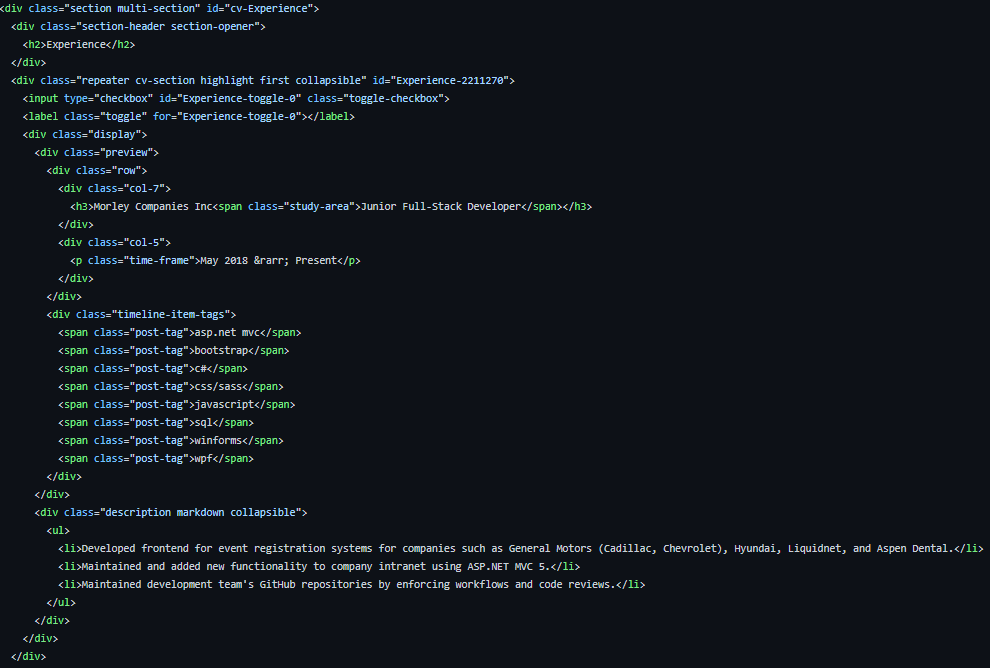 <div class="section multi-section" id="cv-Experience">
<div class="section-header section-opener">
<h2>Experience</h2>
</div>
<div class="repeater cv-section highlight first collapsible" id="Experience-2211270">
<input type="checkbox" id="Experience-toggle-0" class="toggle-checkbox">
<label class="toggle" for="Experience-toggle-0"></label>
<div class="display">
<div class="preview">
<div class="row">
<div class="col-7">
<h3>Morley Companies Inc<span class="study-area">Junior Full-Stack Developer</span></h3>
</div>
<div class="col-5">
<p class="time-frame">May 2018 &rarr; Present</p>
</div>
</div>
<div class="timeline-item-tags">
<span class="post-tag">asp.net mvc</span>
<span class="post-tag">bootstrap</span>
<span class="post-tag">c#</span>
<span class="post-tag">css/sass</span>
<span class="post-tag">javascript</span>
<span class="post-tag">sql</span>
<span class="post-tag">winforms</span>
<span class="post-tag">wpf</span>
</div>
</div>
<div class="description markdown collapsible">
<ul>
<li>Developed frontend for event registration systems for companies such as General Motors (Cadillac, Chevrolet), Hyundai, Liquidnet, and Aspen Dental.</li>
<li>Maintained and added new functionality to company intranet using ASP.NET MVC 5.</li>
<li>Maintained development team's GitHub repositories by enforcing workflows and code reviews.</li>
</ul>
</div>
</div>
</div>